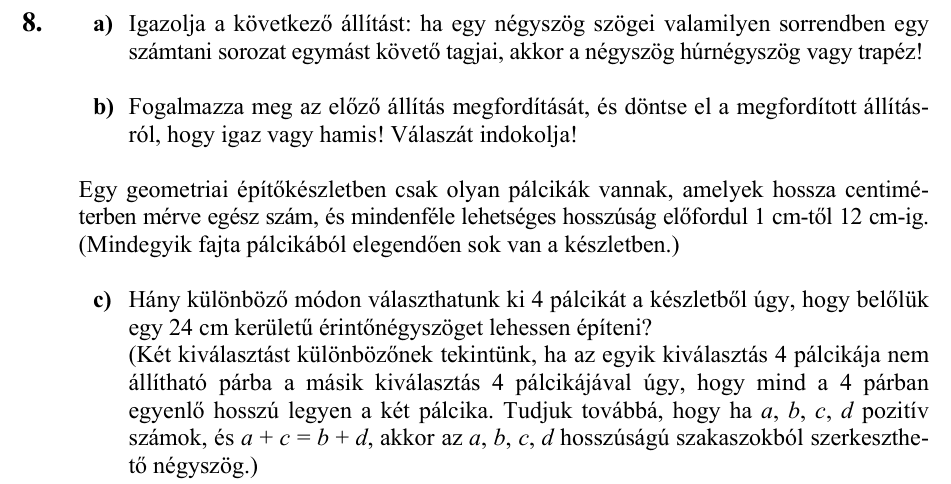 8. a) Igazolja a következő állítást: ha egy négyszög szögei valamilyen sorrendben egy
számtani sorozat egymást követő tagjai, akkor a négyszög húrnégyszög vagy trapéz!
b) Fogalmazza meg az előző állítás megfordítását, és döntse el a megfordított állítás-
ról, hogy igaz vagy hamis! Válaszát indokolja!
Egy geometriai építőkészletben csak olyan pálcikák vannak, amelyek hossza centimé-
terben mérve egész szám, és mindenféle lehetséges hosszúság előfordul 1 cm-től 12 cm-ig.
(Mindegyik fajta pálcikából elegendően sok van a készletben.)
c) Hány különböző módon választhatunk ki 4 pálcikát a készletből úgy, hogy belőlük
egy 24 cm kerületű érintőnégyszöget lehessen építeni?
(Két kiválasztást különbözőnek tekintünk, ha az egyik kiválasztás 4 pálcikája nem
állítható párba a másik kiválasztás 4 pálcikájával úgy, hogy mind a 4 párban
egyenlő hosszú legyen a két pálcika. Tudjuk továbbá, hogy ha a, b, c, d pozitív
számok, és a + c = b + d, akkor az a, b, c, d hosszúságú szakaszokból szerkeszthe-
tő négyszög.)